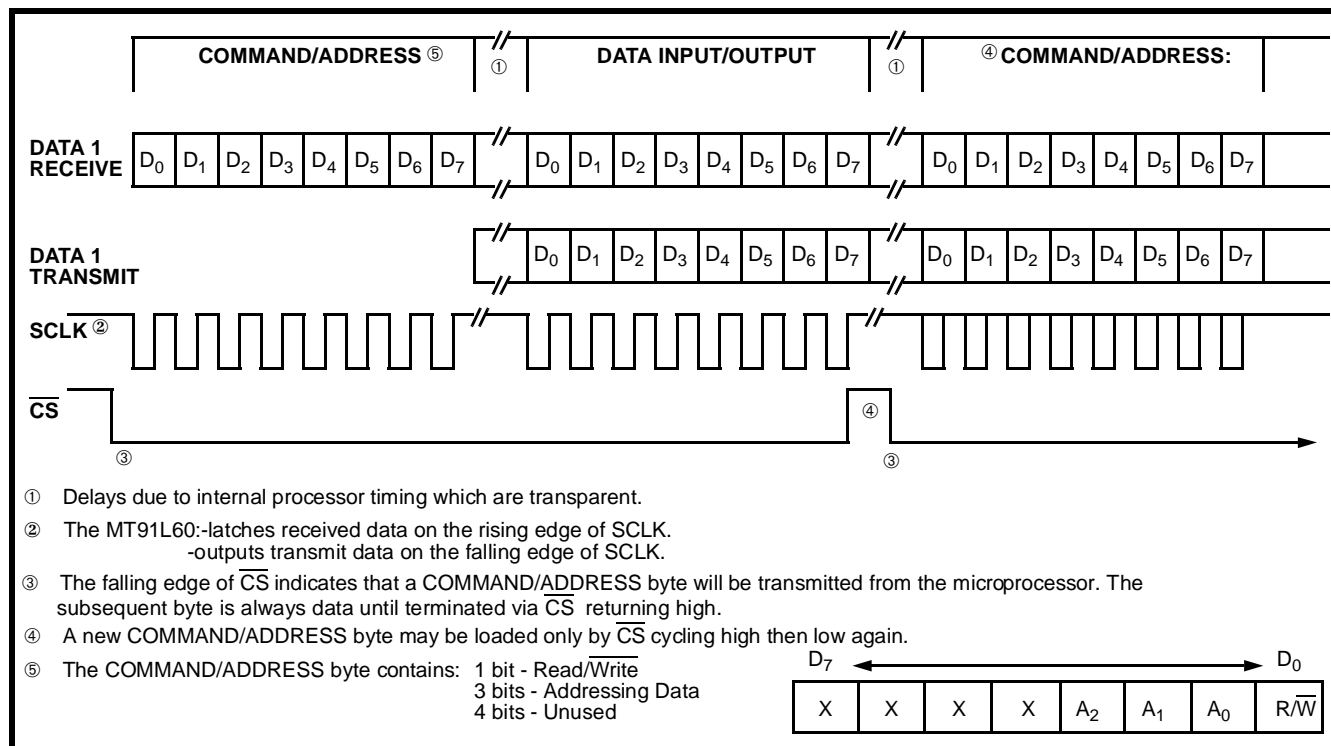 COMMAND/ADDRESS ⑤ ① DATA INPUT/OUTPUT ① ④ COMMAND/ADDRESS:
DATA 1
RECEIVE
D0 D1 D2 D3 D4 D5 D6 D7 D0 D1 D2 D3 D4 D5 D6 D7 D0 D1 D2 D3 D4 D5 D6 D7
DATA 1
TRANSMIT
D0 D1 D2 D3 D4 D5 D6 D7 D0 D1 D2 D3 D4 D5 D6 D7
SCLK ②
CS
④
③ ③
① Delays due to internal processor timing which are transparent.
② The MT91L60:-latches received data on the rising edge of SCLK.
-outputs transmit data on the falling edge of SCLK.
③ The falling edge of CS indicates that a COMMAND/ADDRESS byte will be transmitted from the microprocessor. The
subsequent byte is always data until terminated via CS returning high.
④ A new COMMAND/ADDRESS byte may be loaded only by CS cycling high then low again.
⑤ The COMMAND/ADDRESS byte contains: 1 bit - Read/Write
3 bits - Addressing Data
4 bits - Unused
D7 D0
X X X X A2 A1 A0 R/W